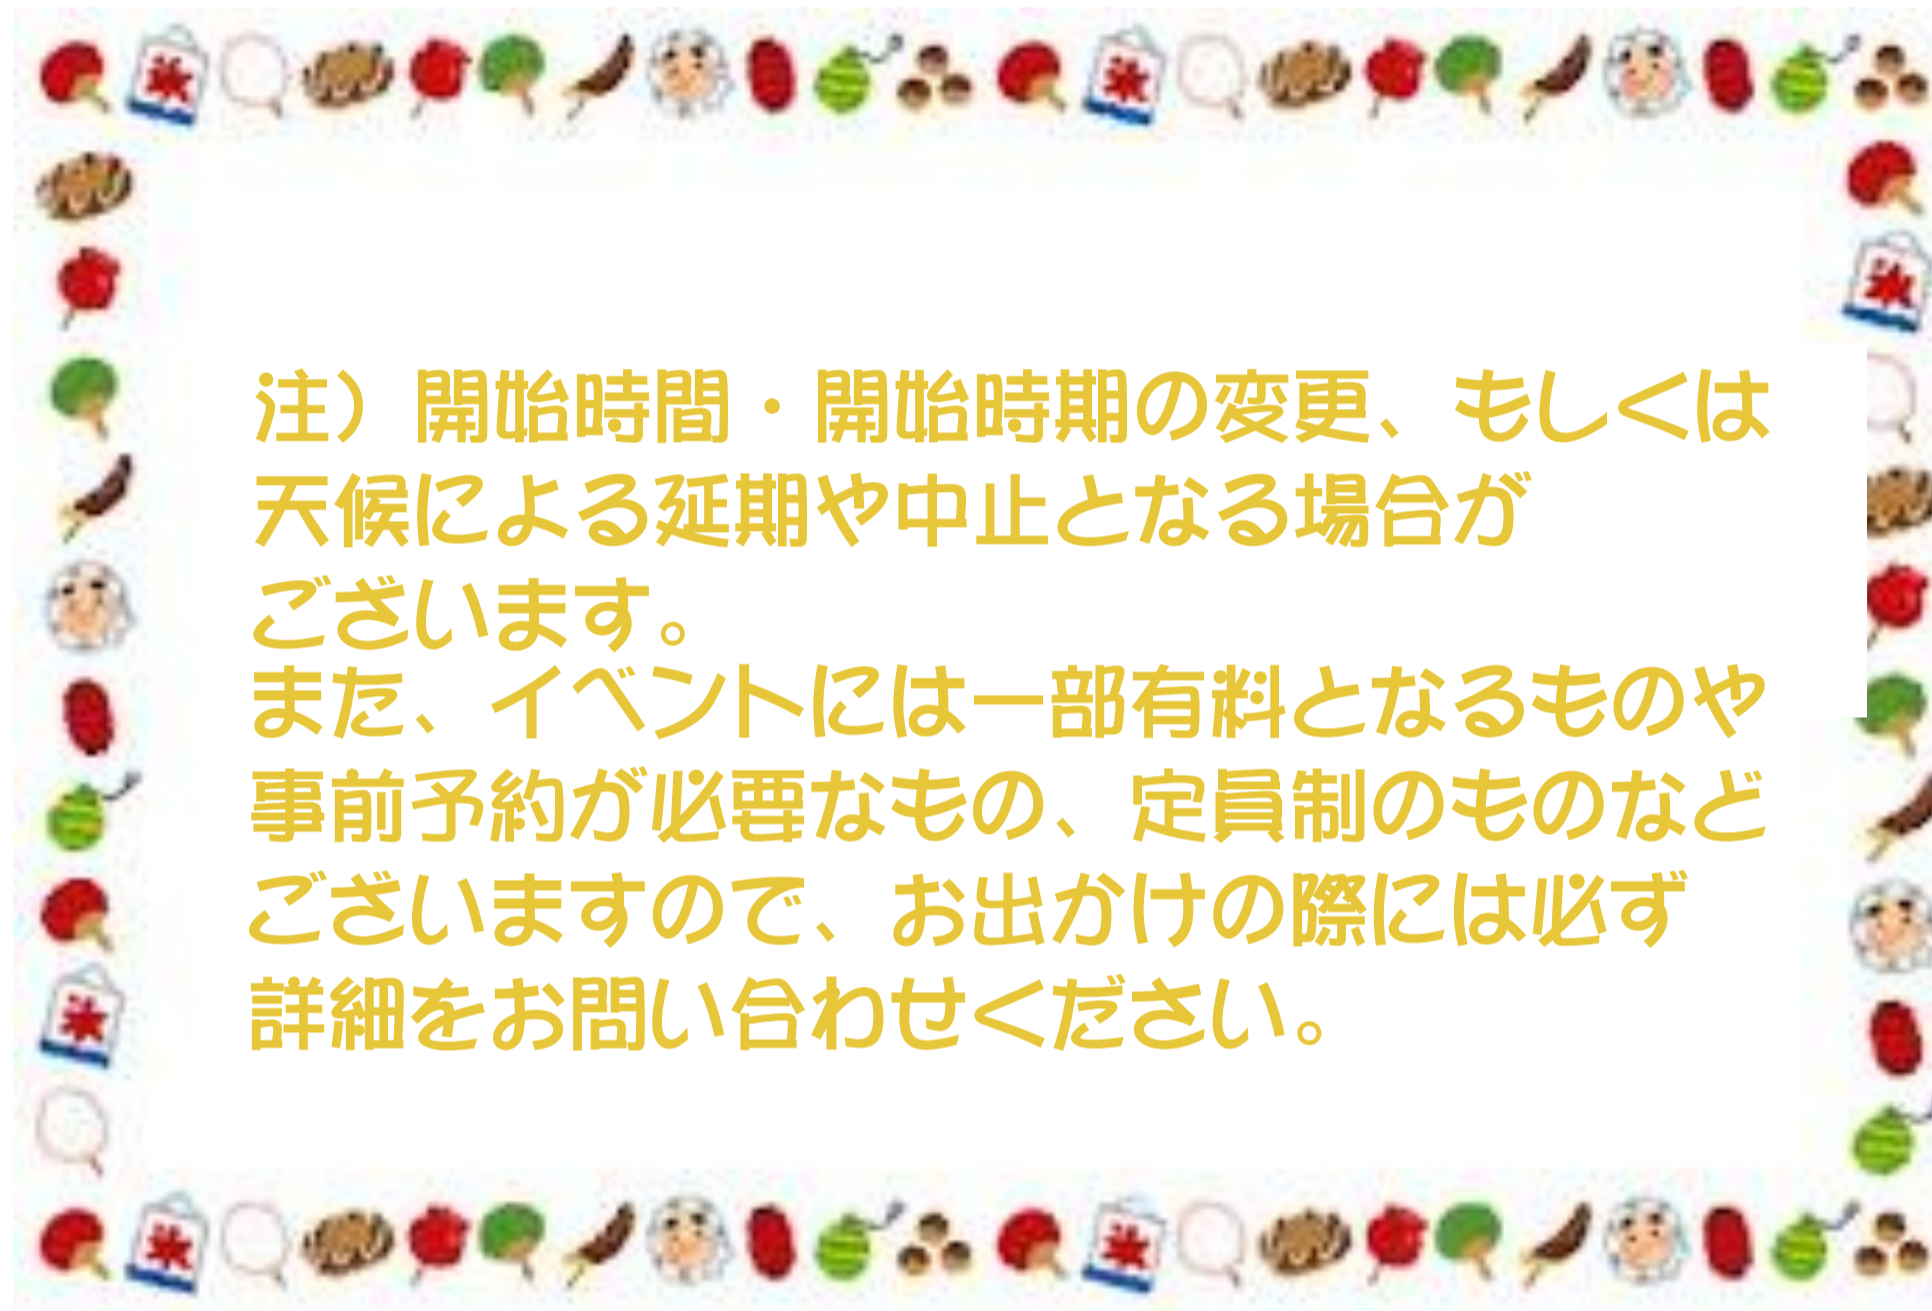 注）開始時間・開始時期の変更、もしくは
天候による延期や中止となる場合が
ございます。
また、イベントには一部有料となるものや
事前予約が必要なもの、定員制のものなど
ございますので、お出かけの際には必ず
詳細をお問い合わせください。